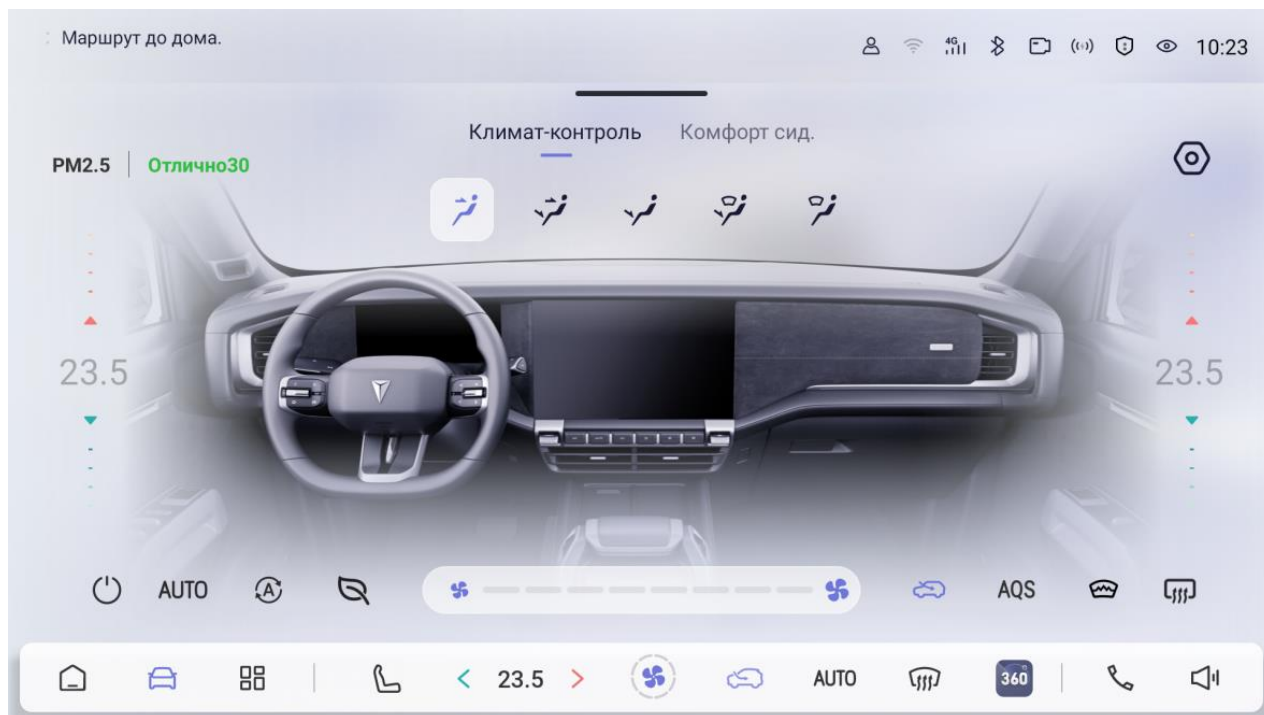 Маршрут до дома.
4G
10:23
Климат-контроль Комфорт сид.
PM2.5 Отлично30
23.5 23.5
AUTO A AQS
23.5 AUTO 360